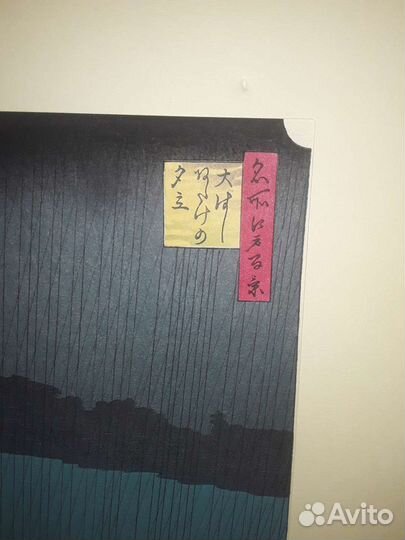 名所江戸百景
大はし
あたけの
夕立
Avito